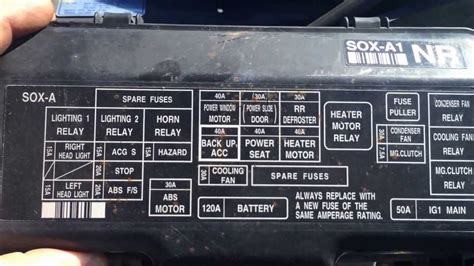 SOX-A1
NR
SOX-A
SPARE FUSES
LIGHTING 1 RELAY
LIGHTING 2 RELAY
HORN RELAY
15A
RIGHT HEAD LIGHT
15A
ACG S
15A
HAZARD
20A
STOP
15A
LEFT HEAD LIGHT
20A
ABS F/S
30A
ABS MOTOR
40A
POWER WINDOW MOTOR
30A
POWER SLIDE DOOR
30A
RR DEFROSTER
40A
BACK UP, ACC
40A
POWER SEAT
40A
HEATER MOTOR
30A
COOLING FAN
SPARE FUSES
120A
BATTERY
HEATER MOTOR RELAY
ALWAYS REPLACE WITH
A NEW FUSE OF THE
SAME AMPERAGE RATING.
FUSE PULLER
30A
CONDENSER FAN
7.5A
MG.CLUTCH
CONDENSER FAN RELAY
COOLING FAN RELAY
MG.CLUTCH RELAY
50A
IG1 MAIN